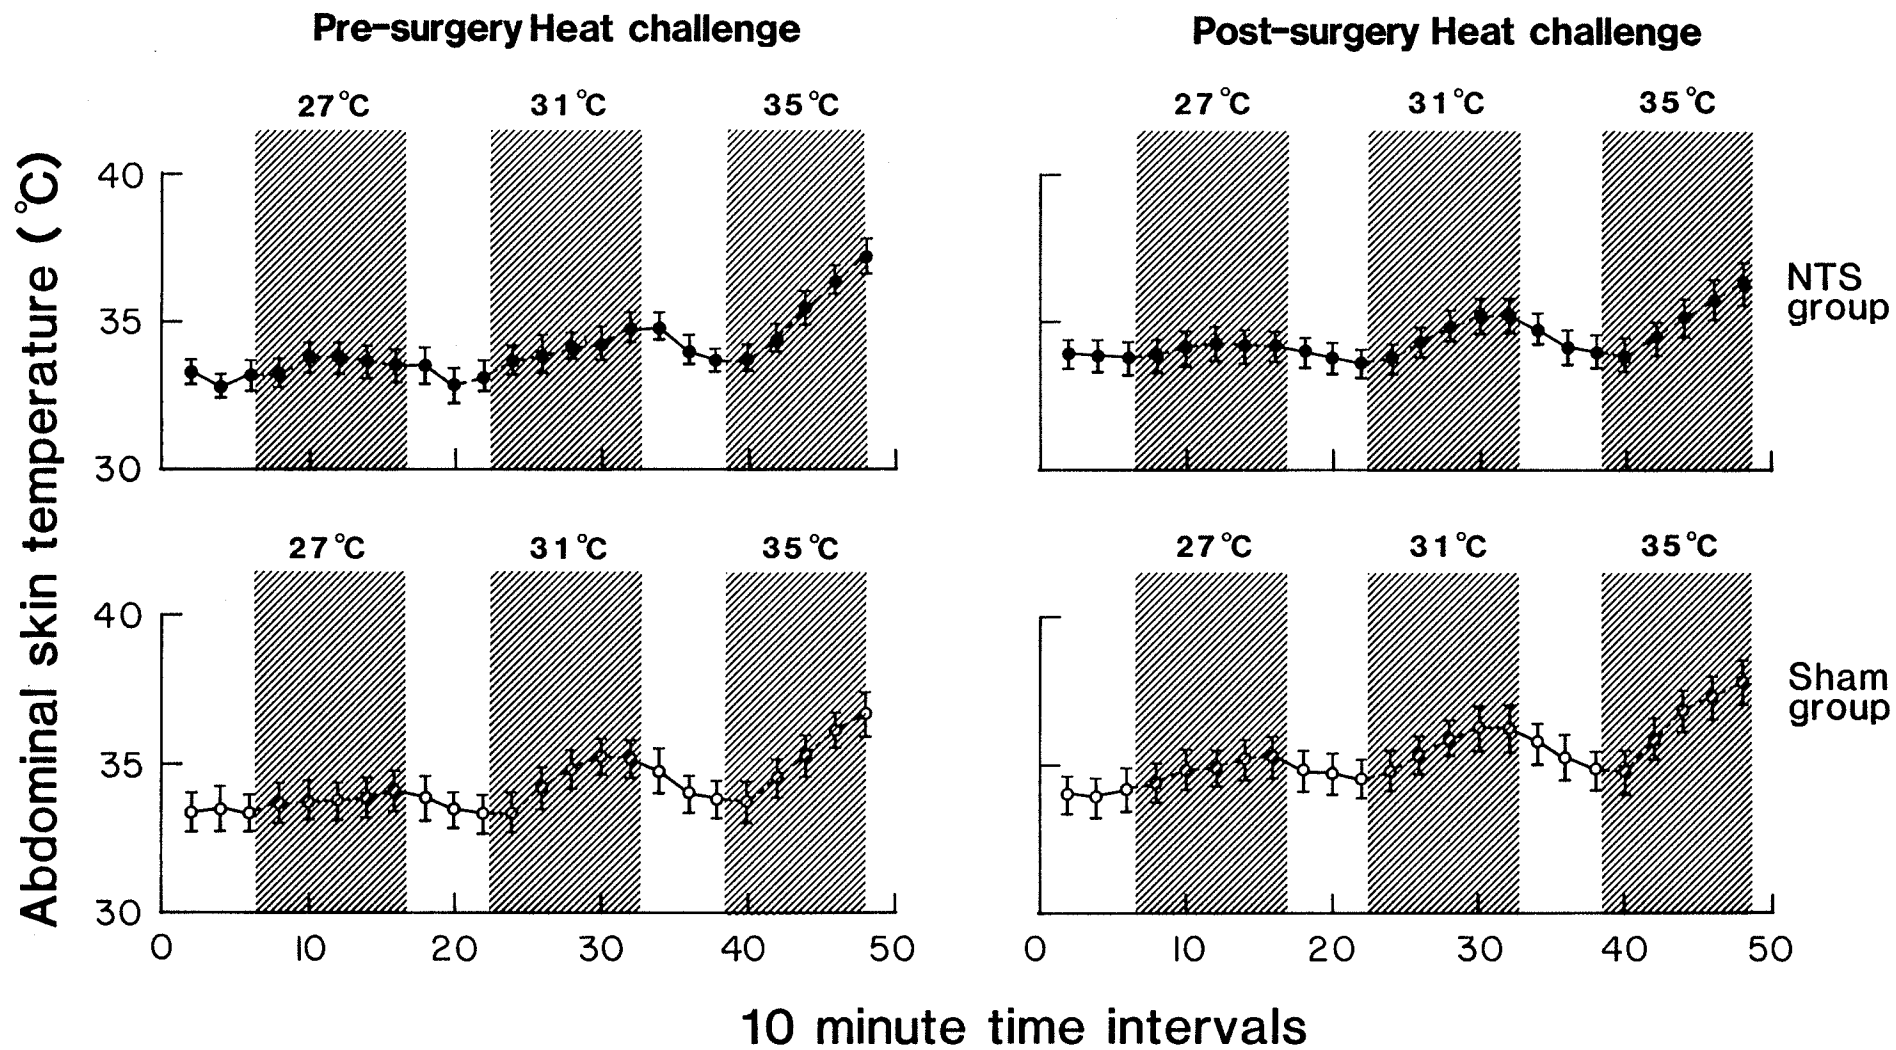 Pre-surgery Heat challenge
Post-surgery Heat challenge
27°C 31°C 35°C
27°C 31°C 35°C
40
35
30
NTS
group
27°C 31°C 35°C
27°C 31°C 35°C
40
35
30
Sham
group
0 10 20 30 40 50
0 10 20 30 40 50
Abdominal skin temperature (°C)
10 minute time intervals